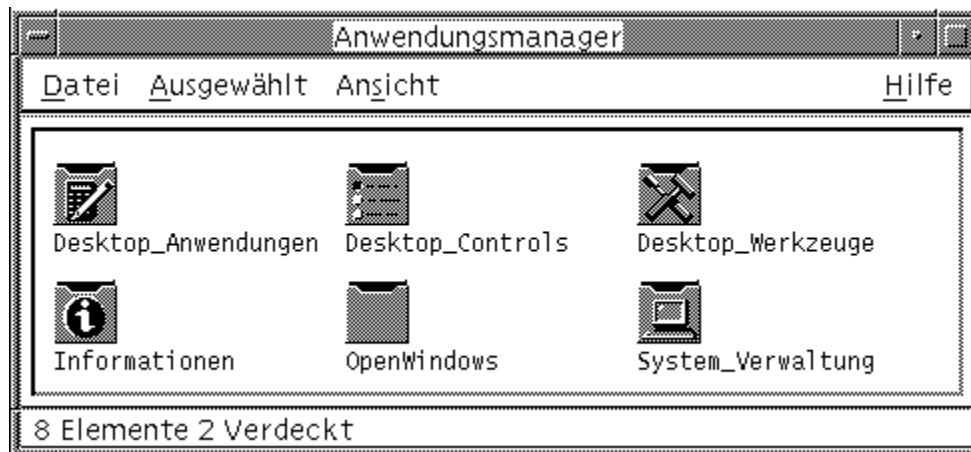 Anwendungsmanager
Datei Ausgewählt Ansicht Hilfe
Desktop_Anwendungen Desktop_Controls Desktop_Werkzeuge
Informationen OpenWindows System_Verwaltung
8 Elemente 2 Verdeckt